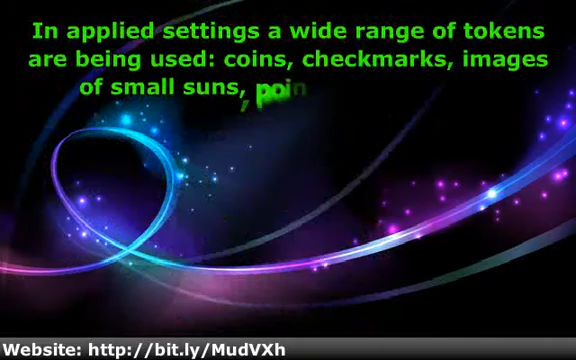 In applied settings a wide range of tokens
are being used: coins, checkmarks, images
of small suns,
Website: http://bit.ly/MudVXh